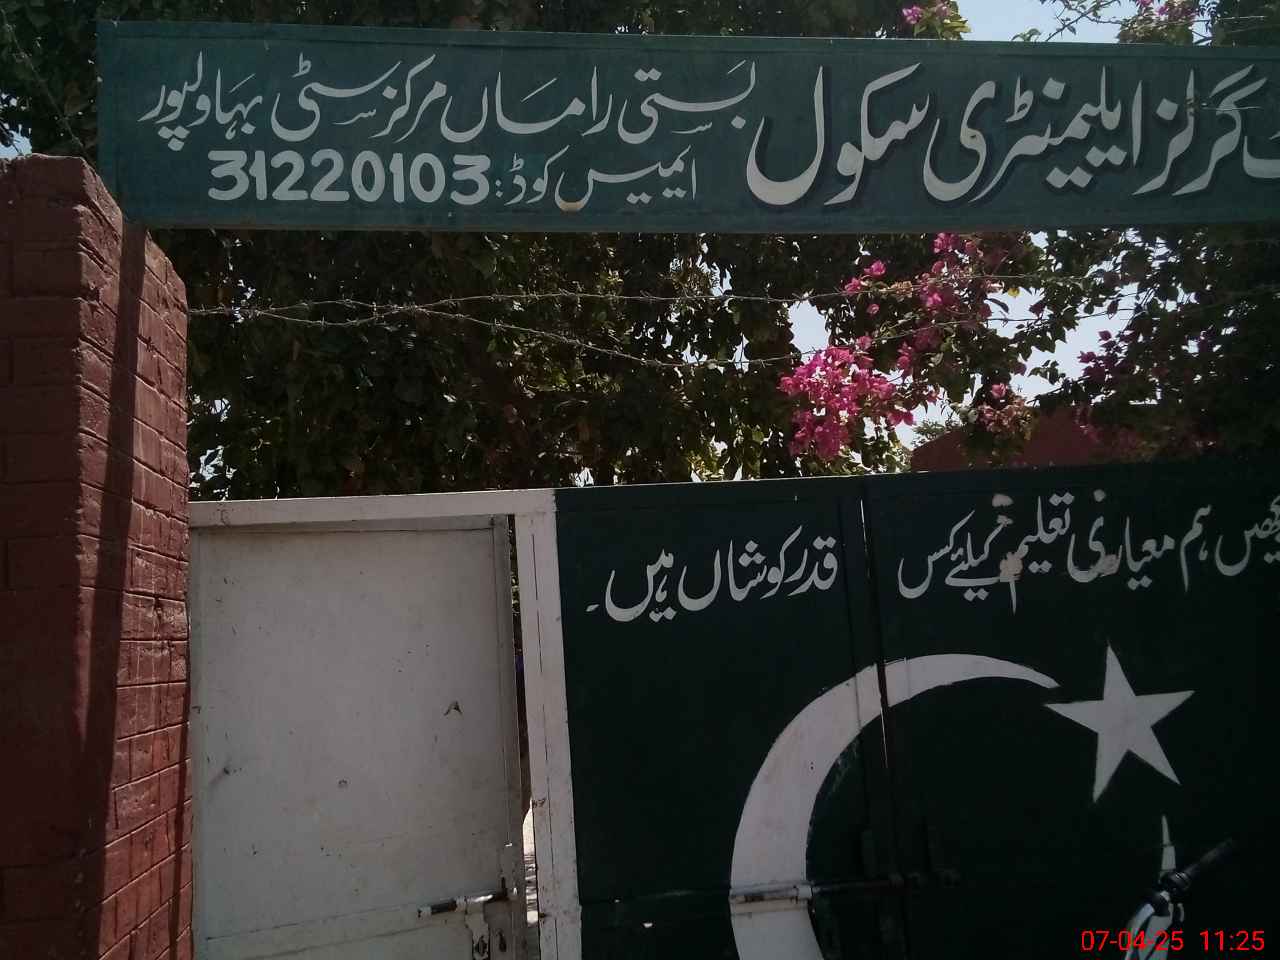 گرلز ایلیمنٹری سکول بستی راماں مرکز سٹی بہاولپور
ایمیس کوڈ: 31220103
ہم معیاری تعلیم کیلئے کس
قدر کوشاں ہیں۔
07-04-25 11:25